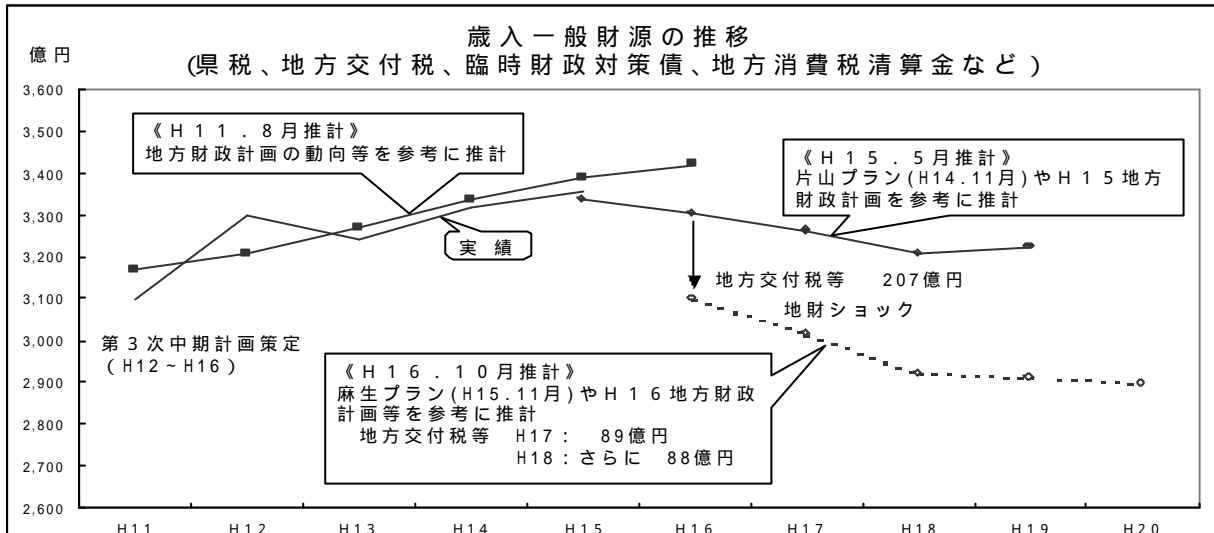 歳入一般財源の推移
(県税、地方交付税、臨時財政対策債、地方消費税清算金など)
億円
3,600
3,500
3,400
3,300
3,200
3,100
3,000
2,900
2,800
2,700
2,600
《H11.8月推計》
地方財政計画の動向等を参考に推計
《H15.5月推計》
片山プラン(H14.11月)やH15地方
財政計画を参考に推計
実績
地方交付税等 207億円
地財ショック
第3次中期計画策定
(H12~H16)
《H16.10月推計》
麻生プラン(H15.11月)やH16地方財政
計画等を参考に推計
地方交付税等 H17: 89億円
H18:さらに 88億円
H11 H12 H13 H14 H15 H16 H17 H18 H19 H20